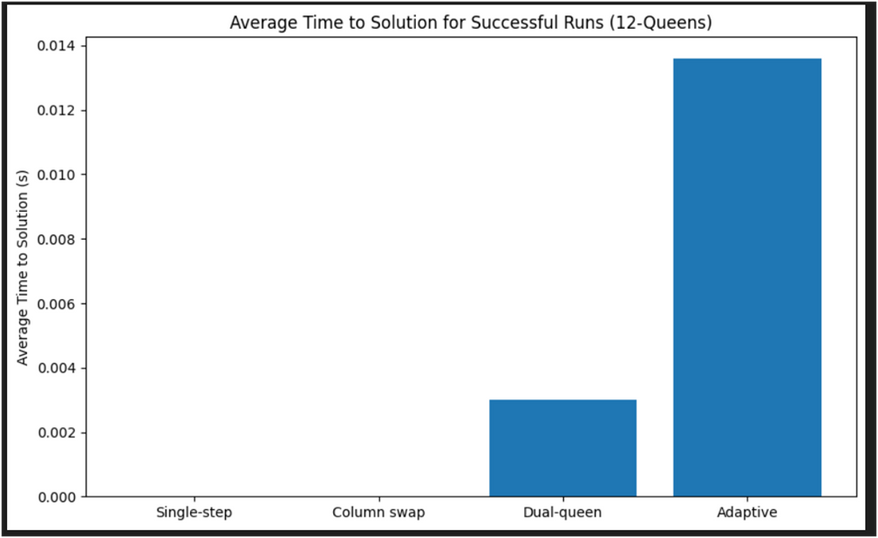 Average Time to Solution for Successful Runs (12-Queens)
Average Time to Solution (s)
0.014
0.012
0.010
0.008
0.006
0.004
0.002
0.000
Single-step Column swap Dual-queen Adaptive